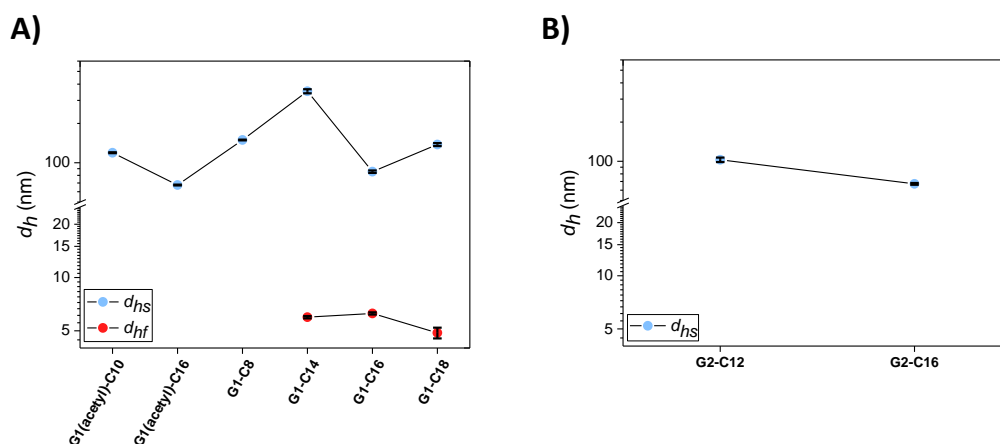 A)
B)
d_h (nm)
100
20
15
10
5
d_hs
d_hf
G1(acetyl)-C10
G1(acetyl)-C16
G1-C8
G1-C14
G1-C16
G1-C18
d_h (nm)
100
20
15
10
5
d_hs
G2-C12
G2-C16